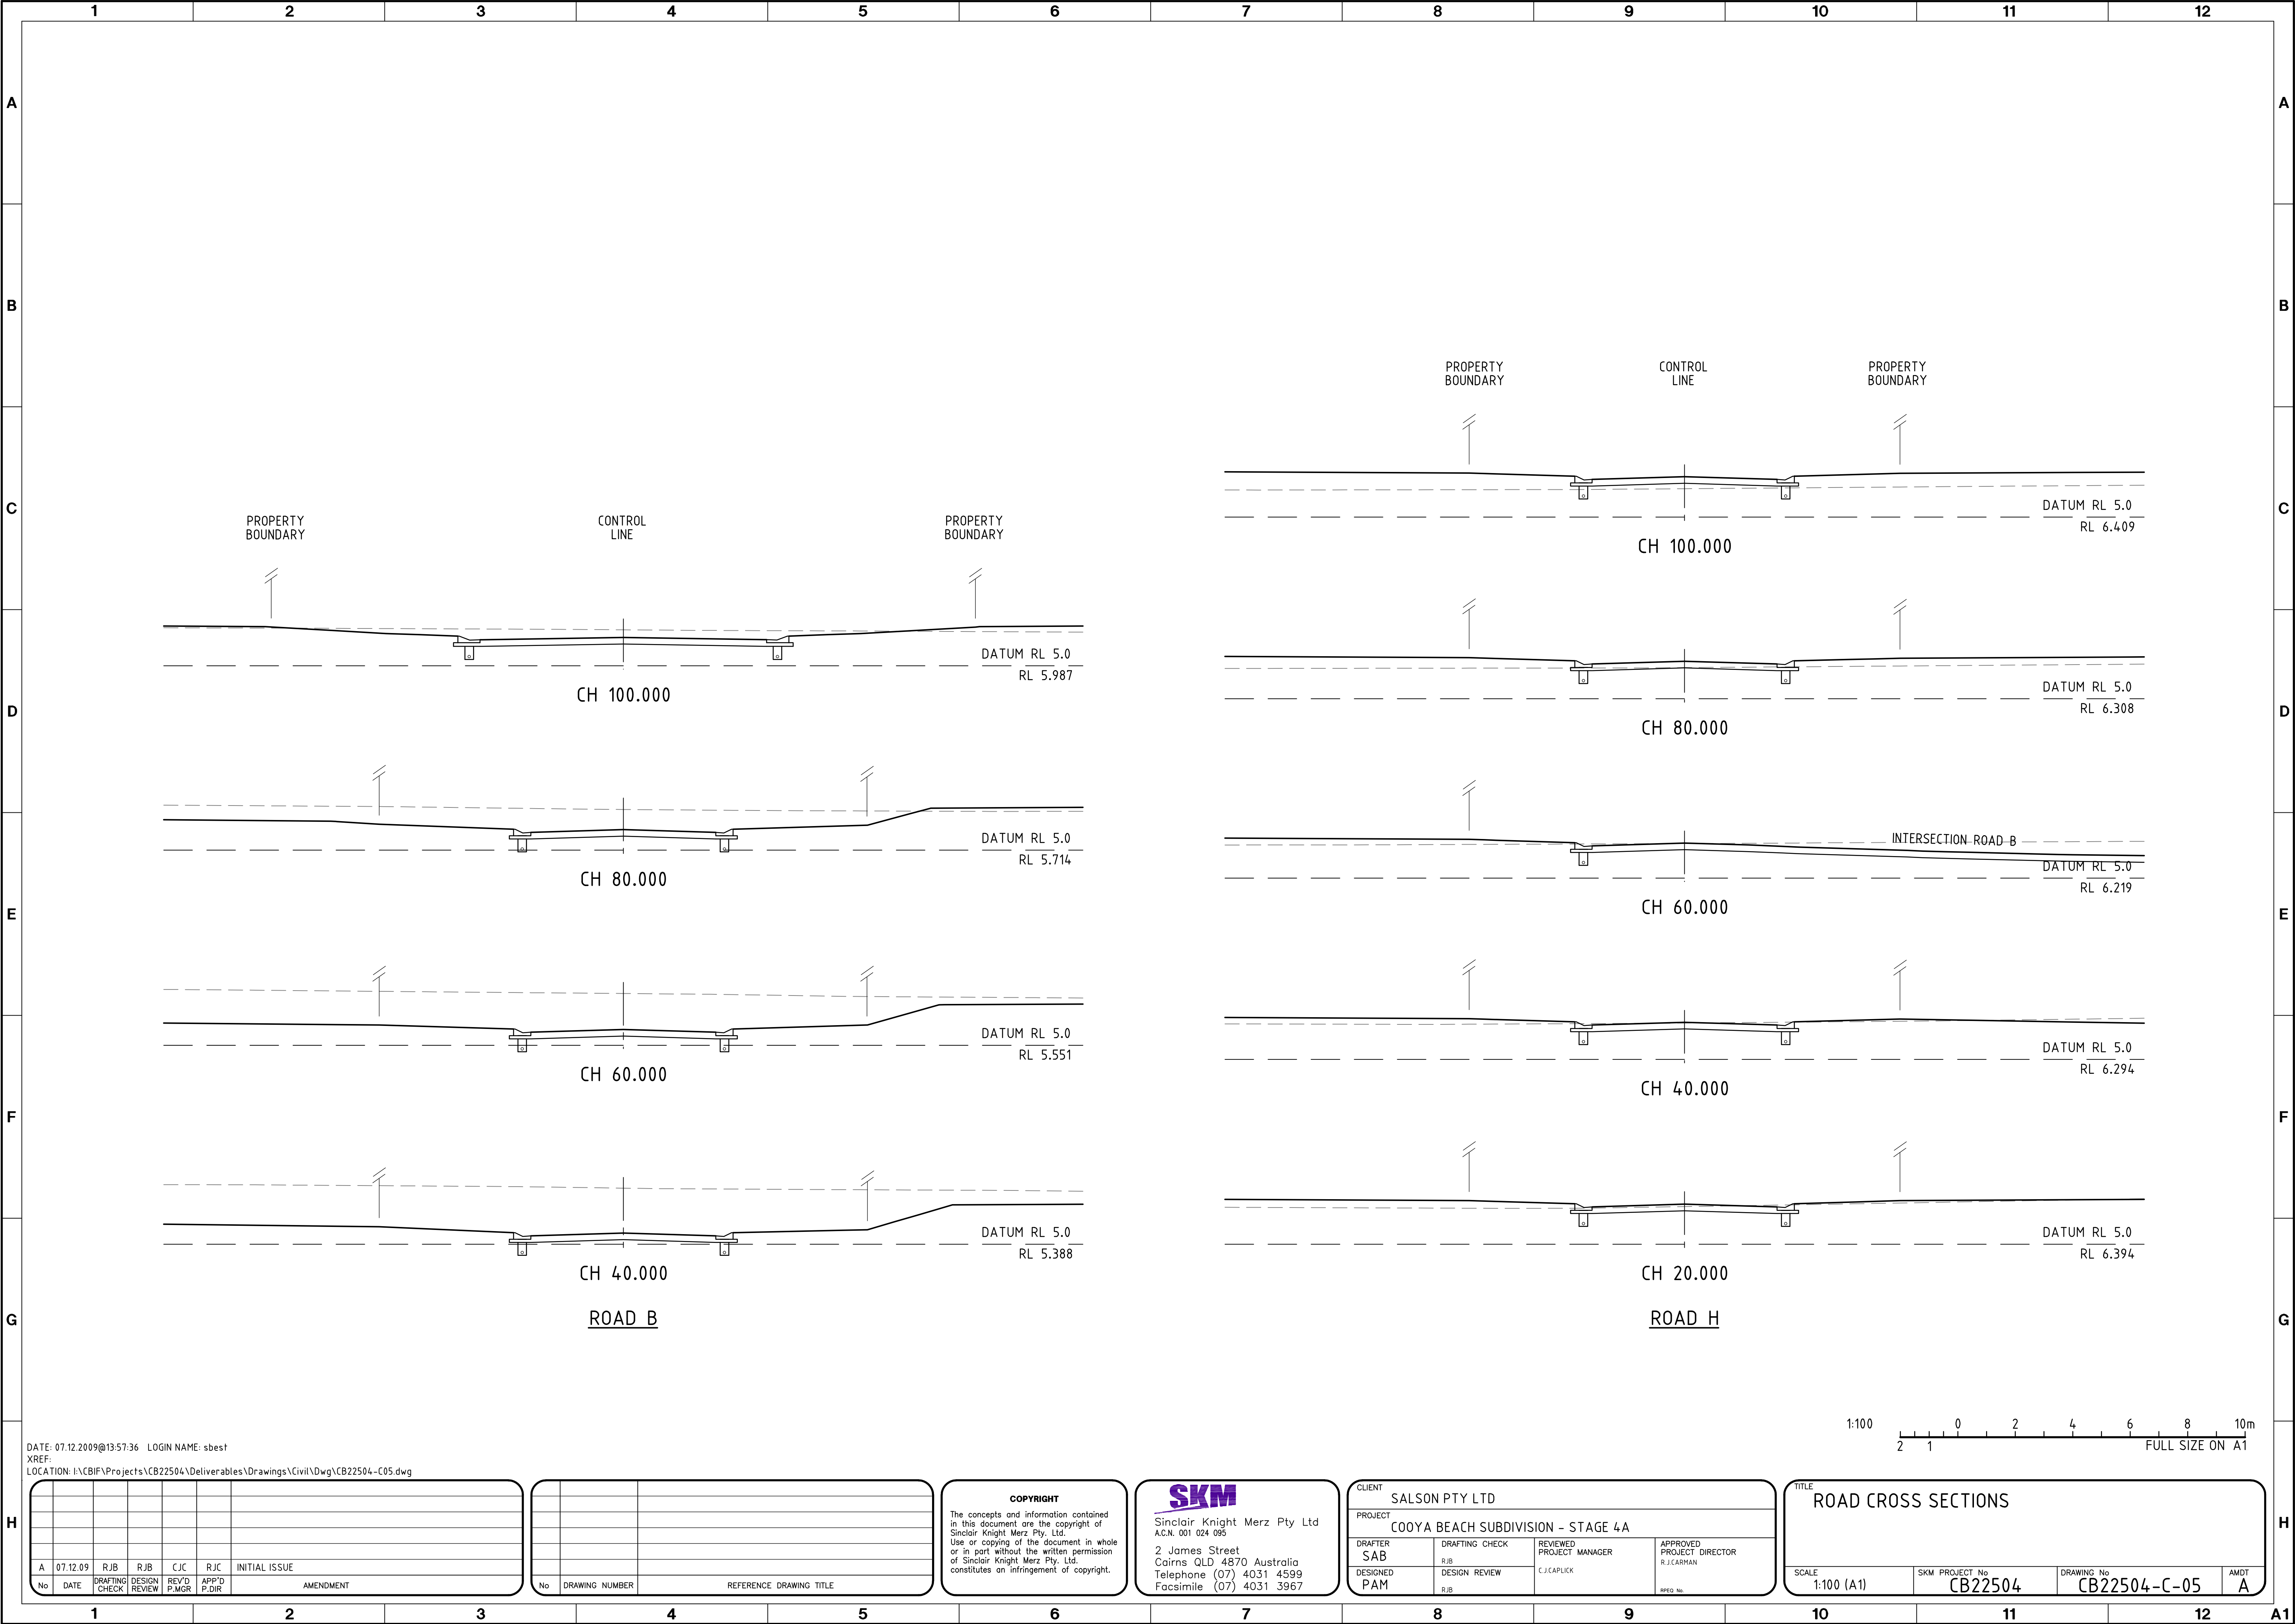 1 2 3 4 5 6 7 8 9 10 11 12
A A
B B
C C
D D
E E
F F
G G
H H
PROPERTY
BOUNDARY
CONTROL
LINE
PROPERTY
BOUNDARY
DATUM RL 5.0
RL 5.987
CH 100.000
DATUM RL 5.0
RL 5.714
CH 80.000
DATUM RL 5.0
RL 5.551
CH 60.000
DATUM RL 5.0
RL 5.388
CH 40.000
ROAD B
PROPERTY
BOUNDARY
CONTROL
LINE
PROPERTY
BOUNDARY
DATUM RL 5.0
RL 6.409
CH 100.000
DATUM RL 5.0
RL 6.308
CH 80.000
INTERSECTION ROAD B
DATUM RL 5.0
RL 6.219
CH 60.000
DATUM RL 5.0
RL 6.294
CH 40.000
DATUM RL 5.0
RL 6.394
CH 20.000
ROAD H
1:100 0 2 4 6 8 10m
2 1 FULL SIZE ON A1
DATE: 07.12.2009@13:57:36 LOGIN NAME: sbest
XREF:
LOCATION: I:\CBIF\Projects\CB22504\Deliverables\Drawings\Civil\Dwg\CB22504-C05.dwg
A 07.12.09 RJB RJB CJC RJC INITIAL ISSUE
No DATE DRAFTING CHECK DESIGN REVIEW REV'D P.MGR APP'D P.DIR AMENDMENT
No DRAWING NUMBER REFERENCE DRAWING TITLE
COPYRIGHT
The concepts and information contained
in this document are the copyright of
Sinclair Knight Merz Pty. Ltd.
Use or copying of the document in whole
or in part without the written permission
of Sinclair Knight Merz Pty. Ltd.
constitutes an infringement of copyright.
SKM
Sinclair Knight Merz Pty Ltd
A.C.N. 001 024 095
2 James Street
Cairns QLD 4870 Australia
Telephone (07) 4031 4599
Facsimile (07) 4031 3967
CLIENT
SALSON PTY LTD
PROJECT
COOYA BEACH SUBDIVISION - STAGE 4A
DRAFTER
SAB
DRAFTING CHECK
RJB
REVIEWED
PROJECT MANAGER
C.J.CAPLICK
APPROVED
PROJECT DIRECTOR
R.J.CARMAN
DESIGNED
PAM
DESIGN REVIEW
RJB
RPEQ No.
TITLE
ROAD CROSS SECTIONS
SCALE
1:100 (A1)
SKM PROJECT No
CB22504
DRAWING No
CB22504-C-05
AMDT
A
1 2 3 4 5 6 7 8 9 10 11 12 A1